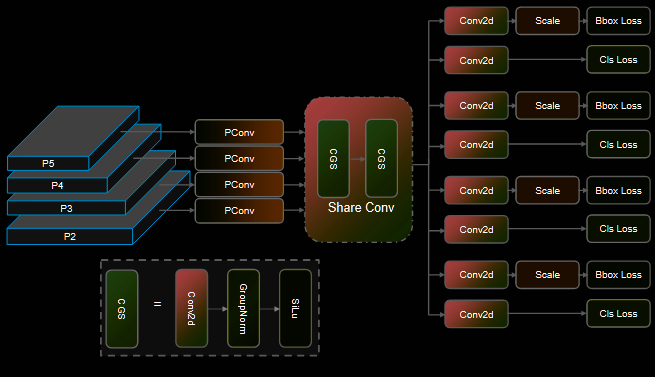 Conv2d Scale Bbox Loss
Conv2d Cls Loss
Conv2d Scale Bbox Loss
Conv2d Cls Loss
Conv2d Scale Bbox Loss
Conv2d Cls Loss
Conv2d Scale Bbox Loss
Conv2d Cls Loss
P5
P4
P3
P2
PConv
PConv
PConv
PConv
CGS CGS
Share Conv
CGS = Conv2d GroupNorm SiLu